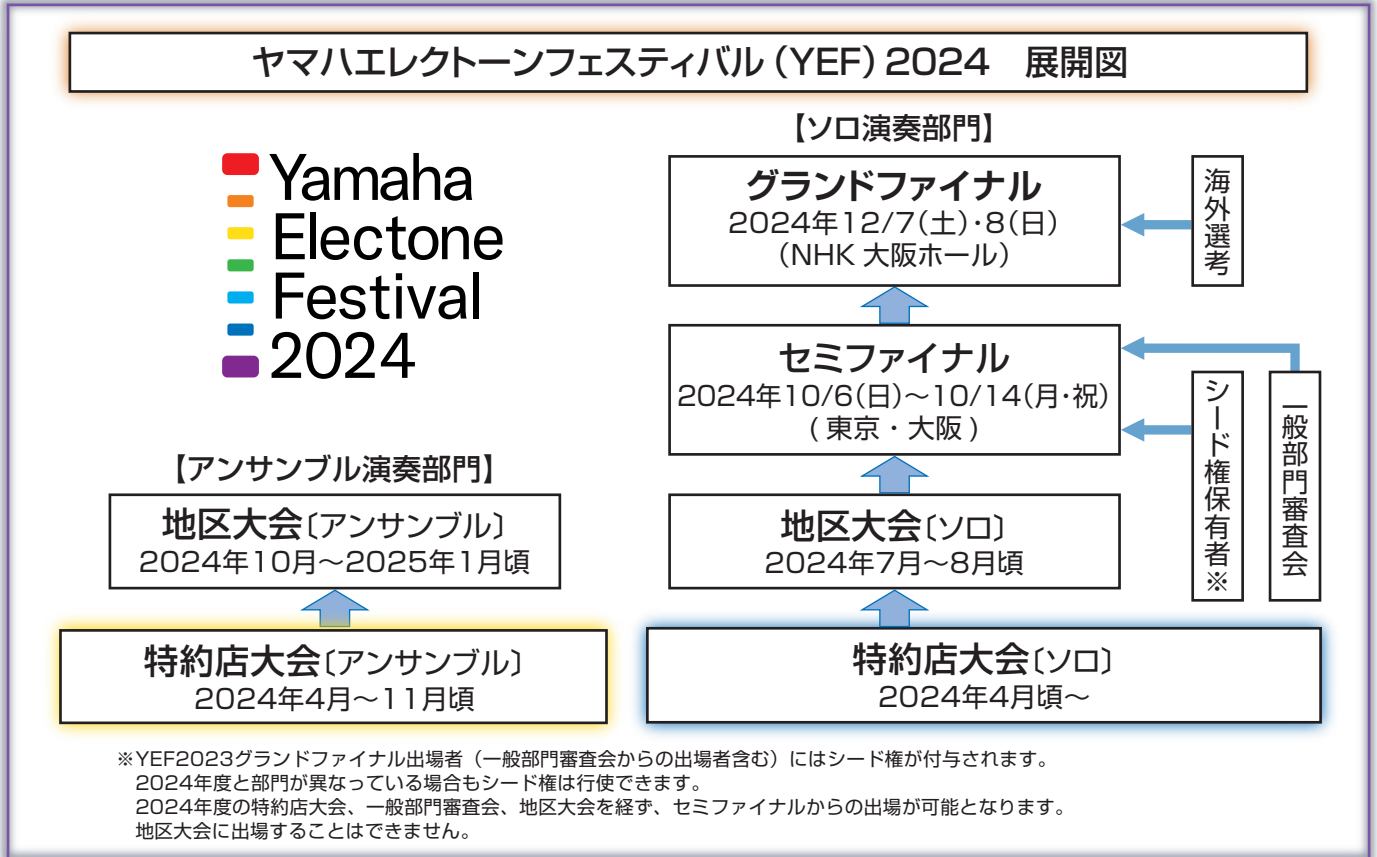 ヤマハエレクトーンフェスティバル(YEF)2024 展開図
Yamaha
Electone
Festival
2024
【ソロ演奏部門】
グランドファイナル
2024年12/7(土)・8(日)
(NHK 大阪ホール)
海外選考
セミファイナル
2024年10/6(日)〜10/14(月・祝)
( 東京・大阪 )
シード権保有者※
一般部門審査会
【アンサンブル演奏部門】
地区大会〔アンサンブル〕
2024年10月〜2025年1月頃
地区大会〔ソロ〕
2024年7月〜8月頃
特約店大会〔アンサンブル〕
2024年4月〜11月頃
特約店大会〔ソロ〕
2024年4月頃〜
※YEF2023グランドファイナル出場者(一般部門審査会からの出場者含む)にはシード権が付与されます。
2024年度と部門が異なっている場合もシード権は行使できます。
2024年度の特約店大会、一般部門審査会、地区大会を経ず、セミファイナルからの出場が可能となります。
地区大会に出場することはできません。